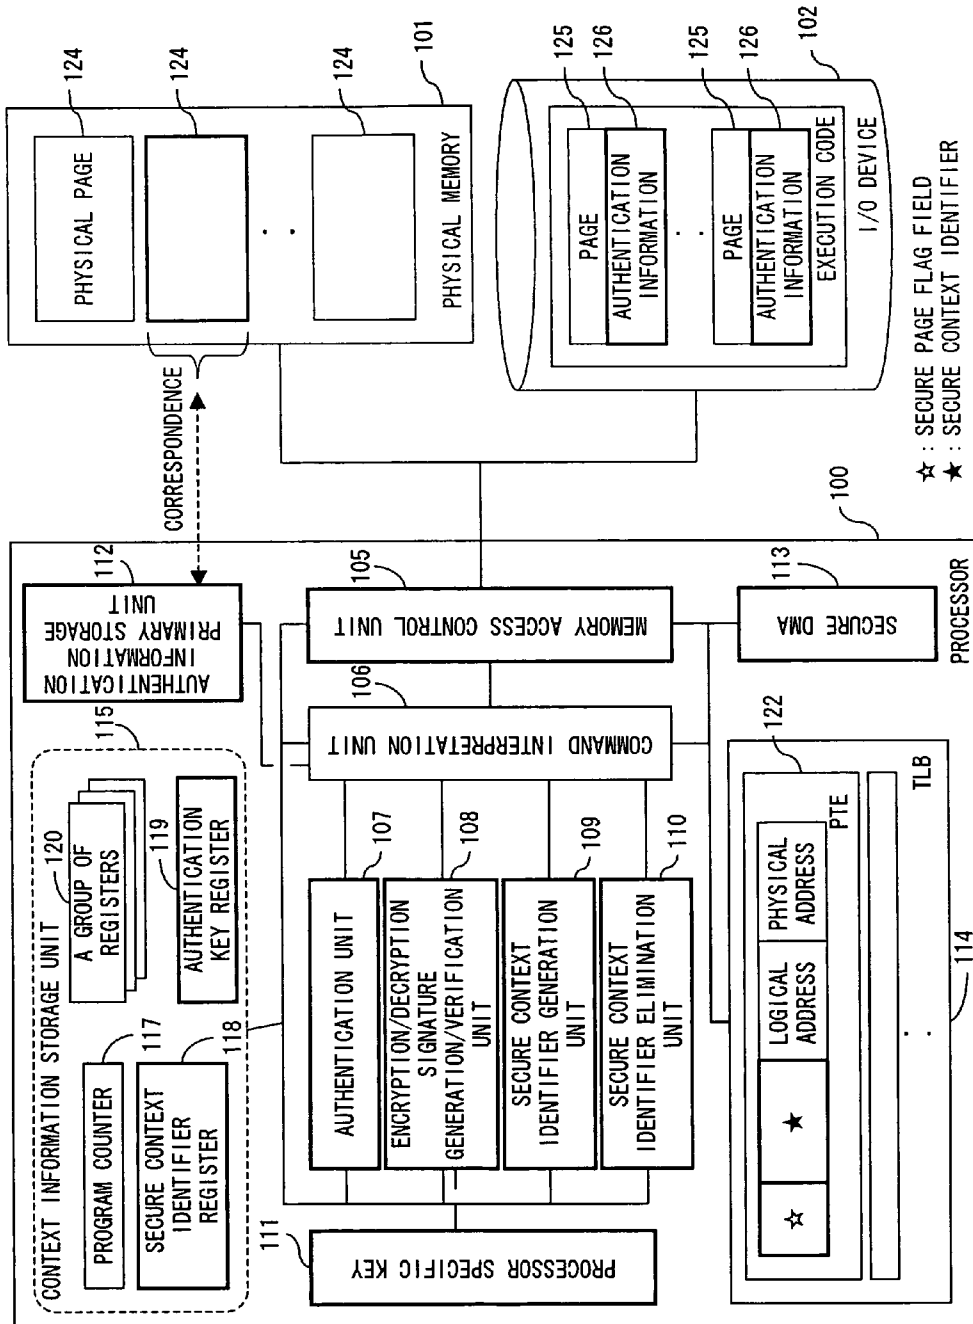 CONTEXT INFORMATION STORAGE UNIT
115
PROGRAM COUNTER
117
SECURE CONTEXT
IDENTIFIER
REGISTER
118
120
A GROUP OF
REGISTERS
119
AUTHENTICATION
KEY REGISTER
AUTHENTICATION
INFORMATION
PRIMARY STORAGE
UNIT
112
CORRESPONDENCE
111
PROCESSOR SPECIFIC KEY
AUTHENTICATION UNIT
107
ENCRYPTION/DECRYPTION
SIGNATURE
GENERATION/VERIFICATION
UNIT
108
SECURE CONTEXT
IDENTIFIER GENERATION
UNIT
109
SECURE CONTEXT
IDENTIFIER ELIMINATION
UNIT
110
106
COMMAND INTERPRETATION UNIT
105
MEMORY ACCESS CONTROL UNIT
☆
★
LOGICAL
ADDRESS
PHYSICAL
ADDRESS
PTE
122
· ·
TLB
114
SECURE DMA
113
PROCESSOR
100
PHYSICAL PAGE
124
124
· ·
124
PHYSICAL MEMORY
101
PAGE
125
AUTHENTICATION
INFORMATION
126
· ·
PAGE
125
AUTHENTICATION
INFORMATION
126
EXECUTION CODE
I/O DEVICE
102
☆ : SECURE PAGE FLAG FIELD
★ : SECURE CONTEXT IDENTIFIER